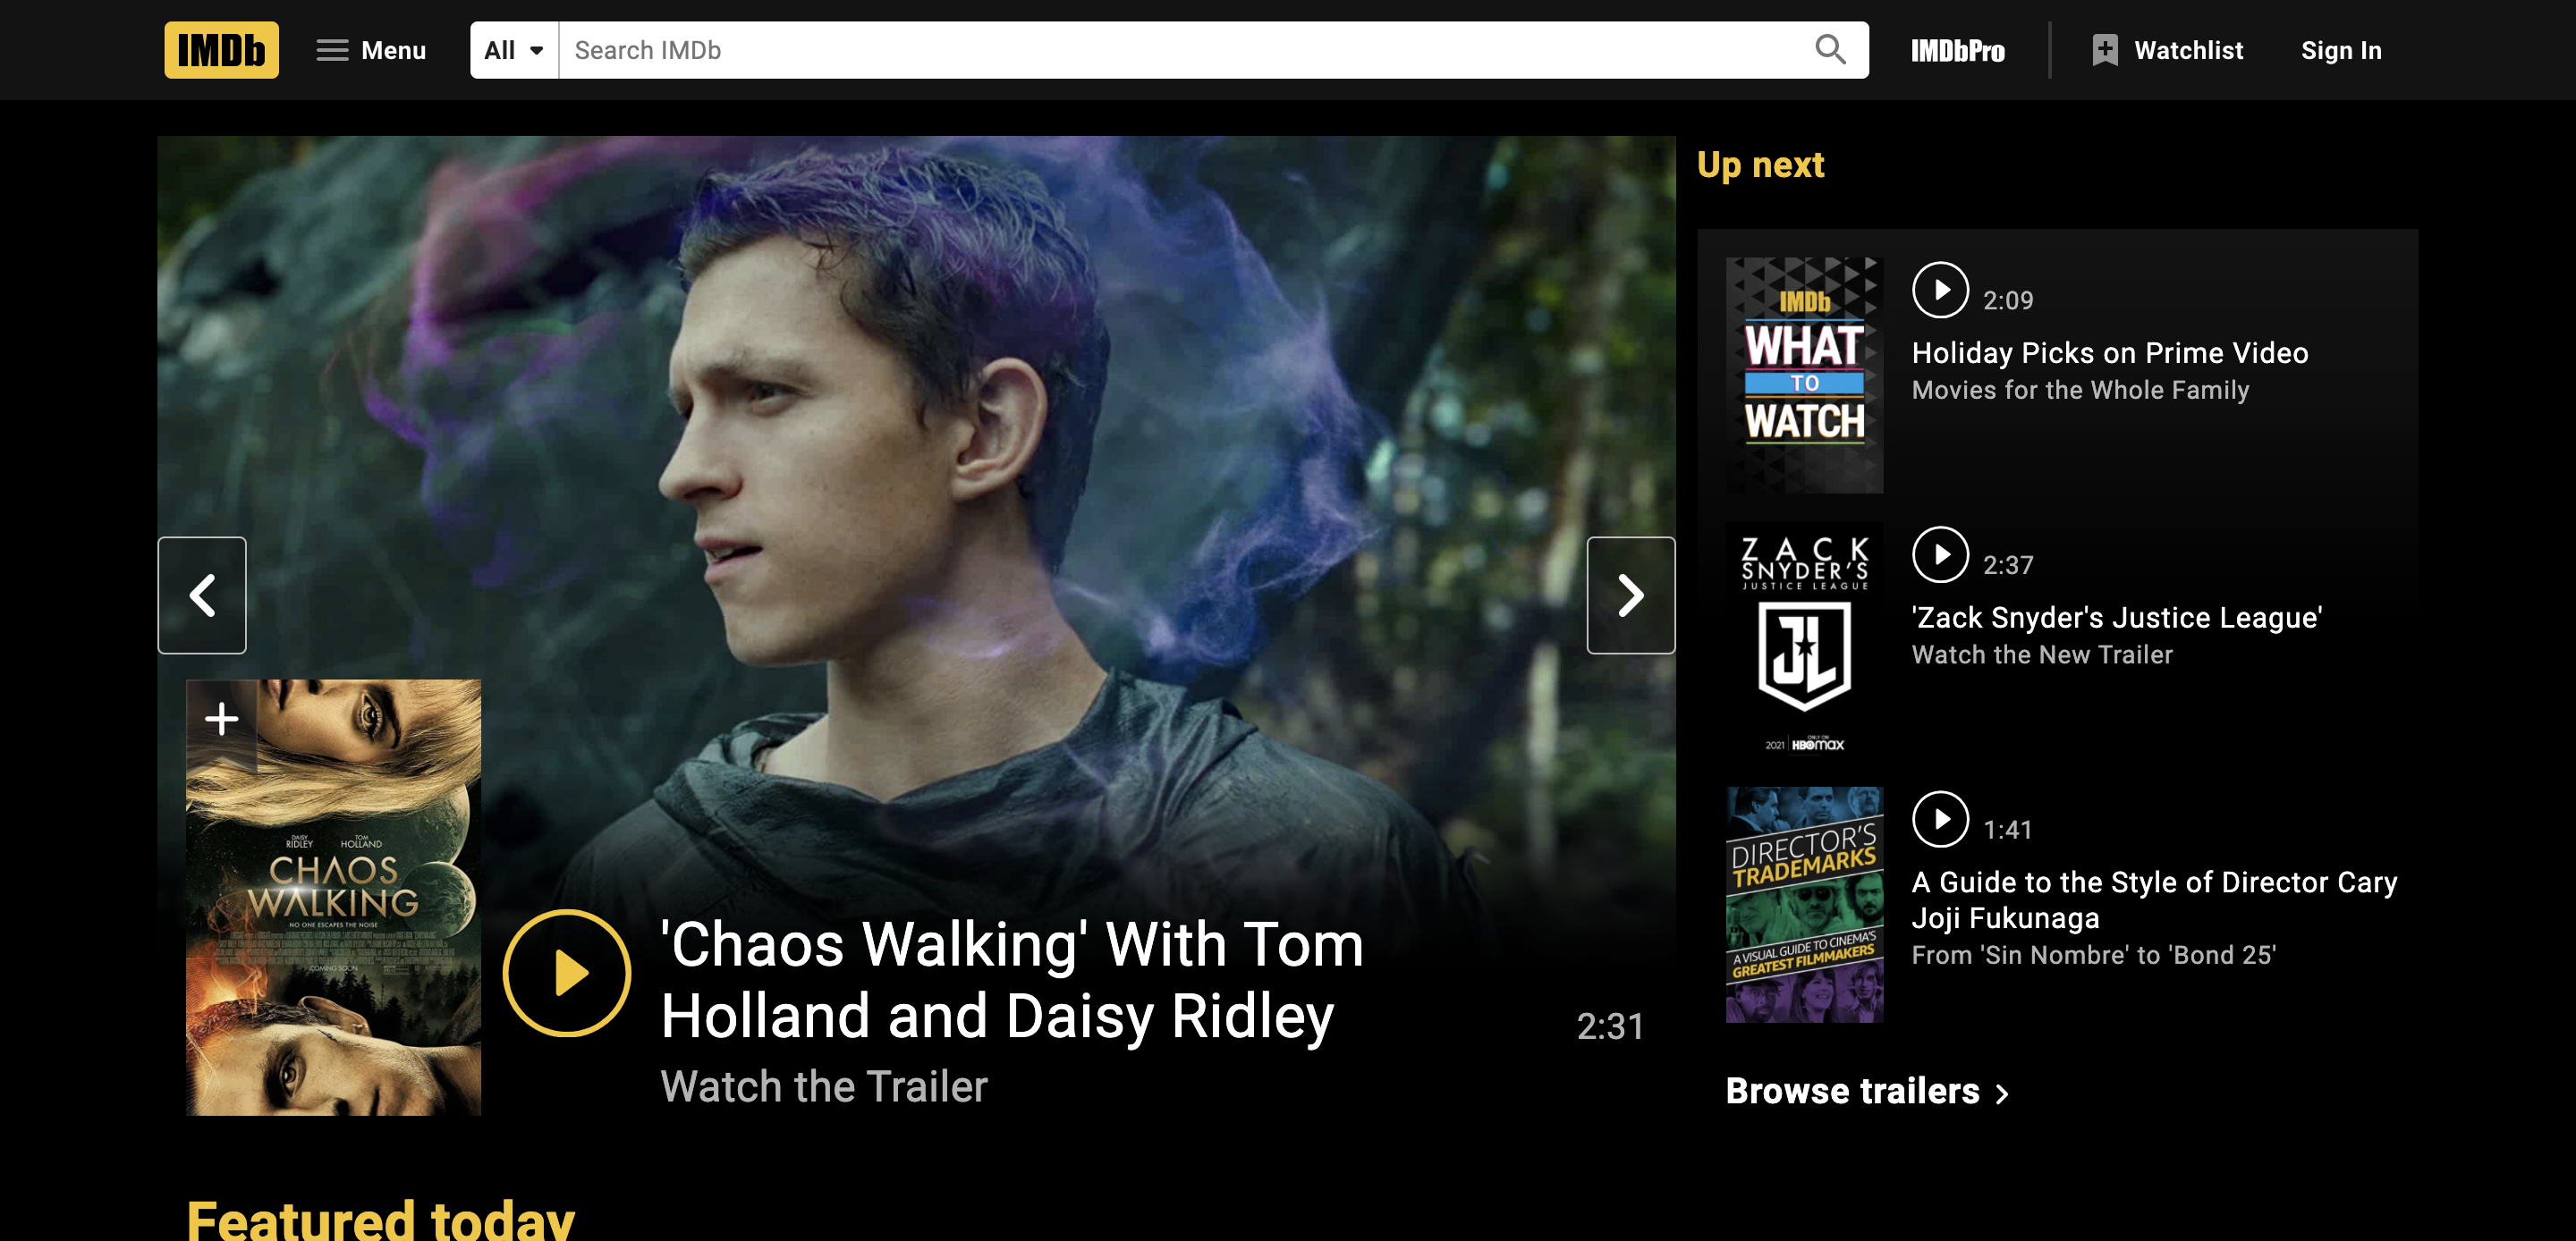 IMDb
Menu
All
Search IMDb
IMDbPro
Watchlist
Sign In
Up next
IMDb
WHAT
TO
WATCH
2:09
Holiday Picks on Prime Video
Movies for the Whole Family
ZACK
SNYDER'S
JUSTICE LEAGUE
JL
2021 ONLY ON HBOMAX
2:37
'Zack Snyder's Justice League'
Watch the New Trailer
DIRECTOR'S
TRADEMARKS
A VISUAL GUIDE TO CINEMA'S
GREATEST FILMMAKERS
1:41
A Guide to the Style of Director Cary
Joji Fukunaga
From 'Sin Nombre' to 'Bond 25'
Browse trailers
DAISY RIDLEY
TOM HOLLAND
CHAOS
WALKING
NO ONE ESCAPES THE NOISE
COMING SOON
'Chaos Walking' With Tom
Holland and Daisy Ridley
Watch the Trailer
2:31
Featured today